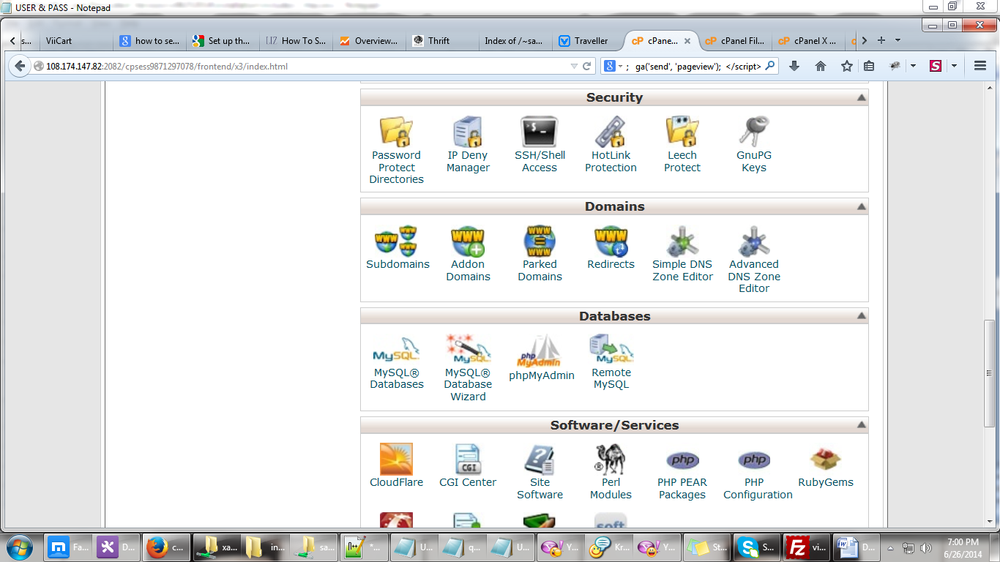 USER & PASS - Notepad
s...
ViiCart
how to se...
Set up th...
How To S...
Overview...
Thrift
Index of /~sa...
Traveller
cPane...
cPanel Fil...
cPanel X ...
108.174.147.82:2082/cpsess9871297078/frontend/x3/index.html
; ga('send', 'pageview'); </script>
Security
Password Protect Directories
IP Deny Manager
SSH/Shell Access
HotLink Protection
Leech Protect
GnuPG Keys
Domains
Subdomains
Addon Domains
Parked Domains
Redirects
Simple DNS Zone Editor
Advanced DNS Zone Editor
Databases
MySQL® Databases
MySQL® Database Wizard
phpMyAdmin
Remote MySQL
Software/Services
CloudFlare
CGI Center
Site Software
Perl Modules
PHP PEAR Packages
PHP Configuration
RubyGems
Fa...
D...
c...
xa...
in...
sa...
*...
U...
q...
U...
Y...
Kr...
Y...
St...
S...
vi...
D...
7:00 PM
6/26/2014